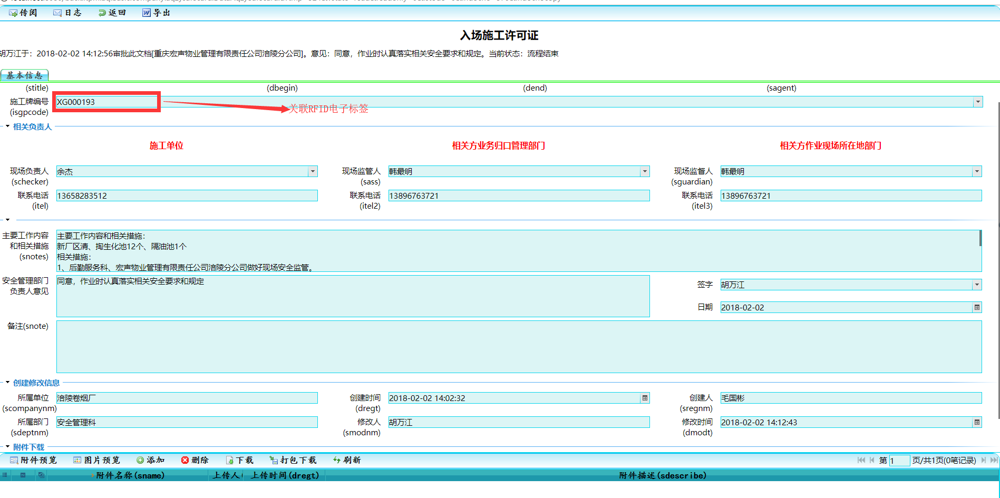 传阅 日志 返回 导出
入场施工许可证
胡万江于：2018-02-02 14:12:56审批此文档[重庆宏声物业管理有限责任公司涪陵分公司]。意见：同意，作业时认真落实相关安全要求和规定。当前状态：流程结束
基本信息
(stitle) (dbegin) (dend) (sagent)
施工牌编号 XG000193
(isgpcode) 关联RFID电子标签
相关负责人
施工单位 相关方业务归口管理部门 相关方作业现场所在地部门
现场负责人 余杰 现场监管人 韩最明 现场监督人 韩最明
(schecker) (sass) (sguardian)
联系电话 13658283512 联系电话 13896763721 联系电话 13896763721
(itel) (itel2) (itel3)
主要工作内容 主要工作内容和相关措施：
和相关措施 新厂区清、掏生化池12个、隔油池1个
(snotes) 相关措施：
1、后勤服务科、宏声物业管理有限责任公司涪陵分公司做好现场安全监管。
安全管理部门 同意，作业时认真落实相关安全要求和规定 签字 胡万江
负责人意见
日期 2018-02-02
备注(snote)
创建修改信息
所属单位 涪陵卷烟厂 创建时间 2018-02-02 14:02:32 创建人 毛国彬
(scompanynm) (dregt) (sregnm)
所属部门 安全管理科 修改人 胡万江 修改时间 2018-02-02 14:12:43
(sdeptnm) (smodnm) (dmodt)
附件下载
附件预览 图片预览 添加 删除 下载 打包下载 刷新 第 1 页/共1页(0笔记录)
附件名称(sname) 上传人( 上传时间(dregt) 附件描述(sdescribe)